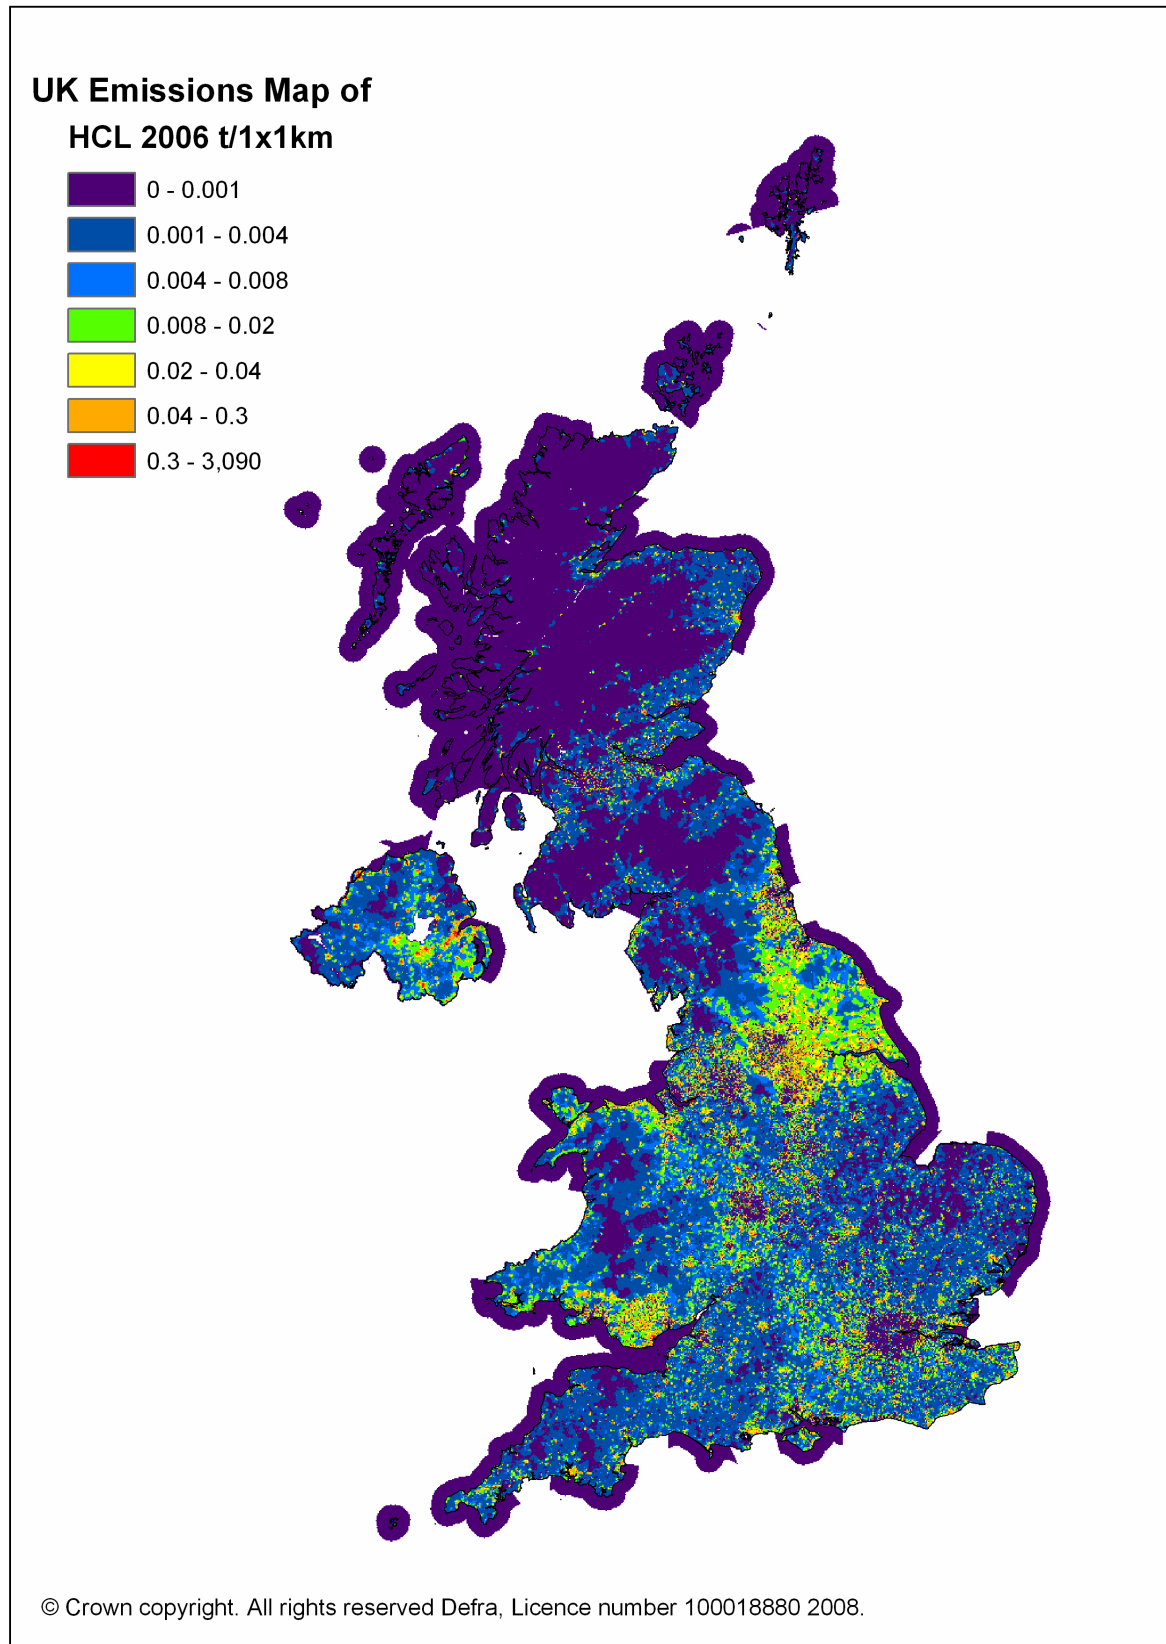 UK Emissions Map of
HCL 2006 t/1x1km
0 - 0.001
0.001 - 0.004
0.004 - 0.008
0.008 - 0.02
0.02 - 0.04
0.04 - 0.3
0.3 - 3,090
© Crown copyright. All rights reserved Defra, Licence number 100018880 2008.